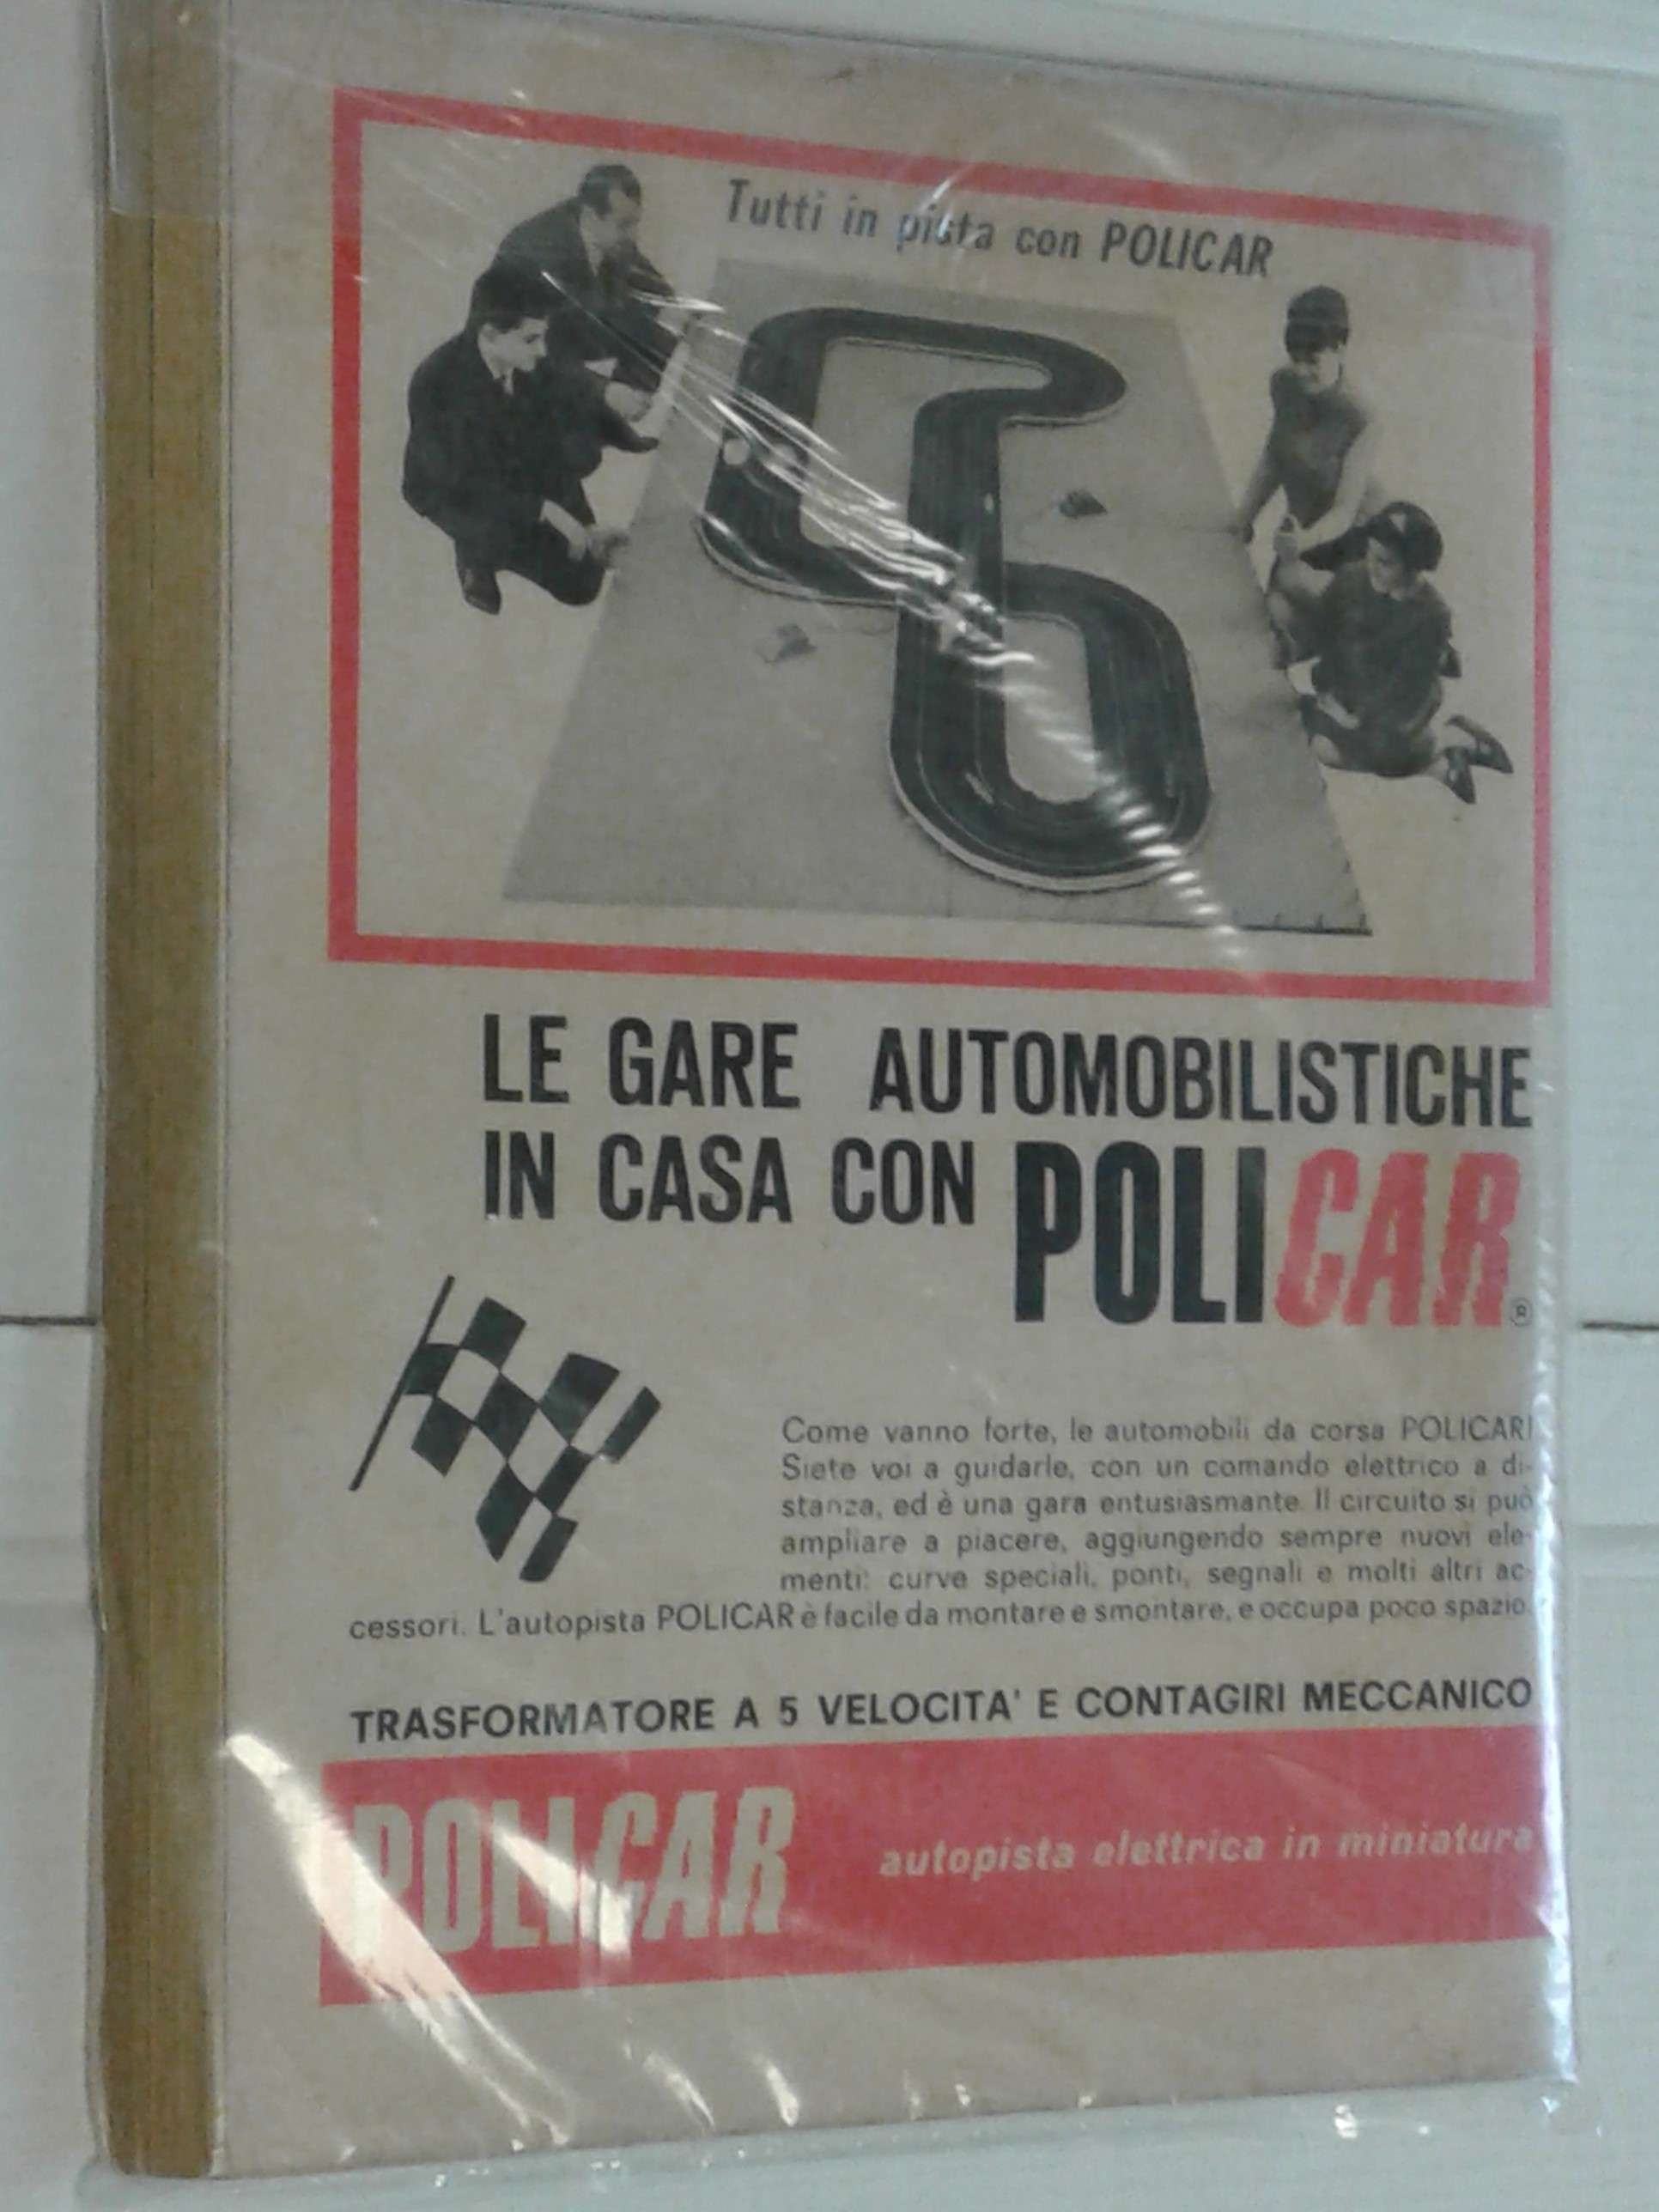 Tutti in pista con POLICAR
LE GARE AUTOMOBILISTICHE
IN CASA CON POLICAR®
Come vanno forte, le automobili da corsa POLICAR!
Siete voi a guidarle, con un comando elettrico a di-
stanza, ed è una gara entusiasmante. Il circuito si può
ampliare a piacere, aggiungendo sempre nuovi ele-
menti: curve speciali, ponti, segnali e molti altri ac-
cessori. L'autopista POLICAR è facile da montare e smontare, e occupa poco spazio.
TRASFORMATORE A 5 VELOCITA' E CONTAGIRI MECCANICO
POLICAR autopista elettrica in miniatura